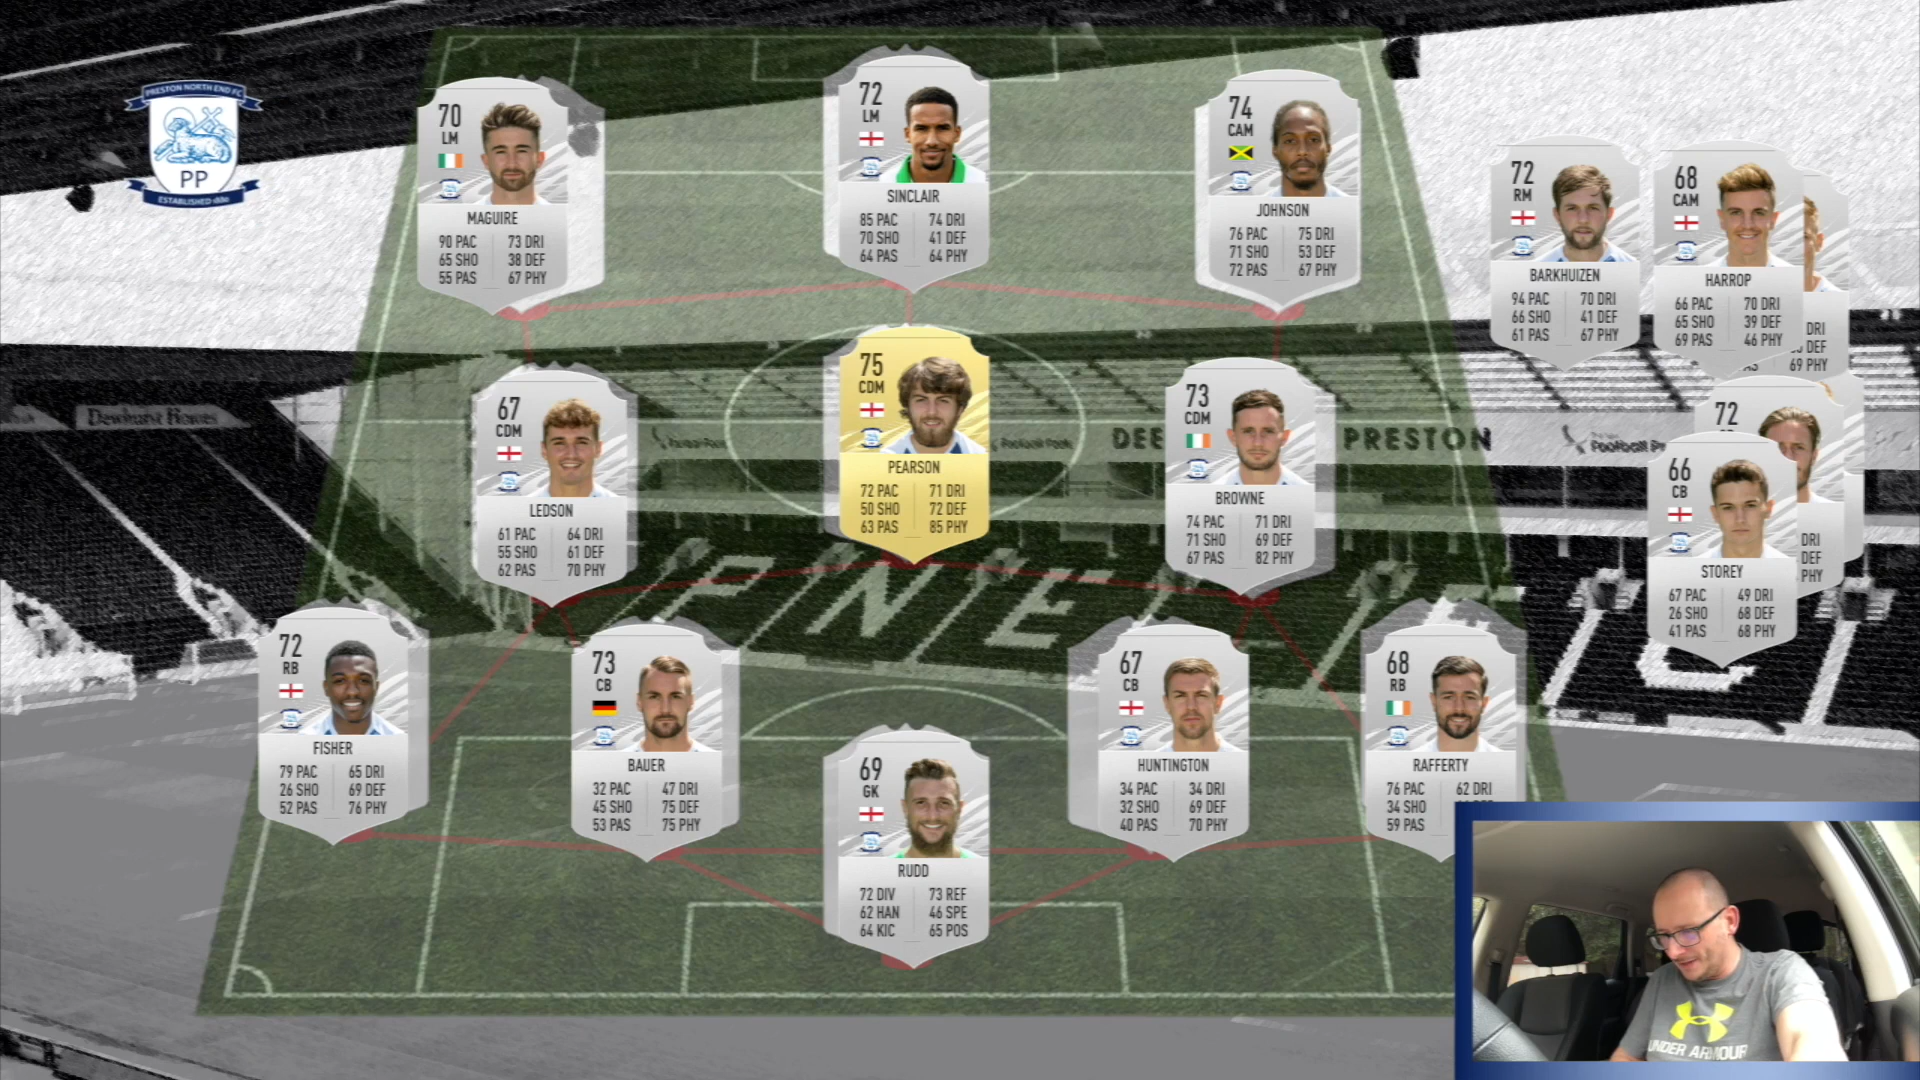 PRESTON NORTH END FC
PP
ESTABLISHED 1880
70
LM
MAGUIRE
90 PAC 73 DRI
65 SHO 38 DEF
55 PAS 67 PHY
72
LM
SINCLAIR
85 PAC 74 DRI
70 SHO 41 DEF
64 PAS 64 PHY
74
CAM
JOHNSON
76 PAC 75 DRI
71 SHO 53 DEF
72 PAS 67 PHY
72
RM
BARKHUIZEN
94 PAC 70 DRI
66 SHO 41 DEF
61 PAS 67 PHY
68
CAM
HARROP
66 PAC 70 DRI
65 SHO 39 DEF
69 PAS 46 PHY
DRI
DEF
69 PHY
67
CDM
LEDSON
61 PAC 64 DRI
55 SHO 61 DEF
62 PAS 70 PHY
75
CDM
PEARSON
72 PAC 71 DRI
50 SHO 72 DEF
63 PAS 85 PHY
73
CDM
BROWNE
74 PAC 71 DRI
71 SHO 69 DEF
67 PAS 82 PHY
72
DRI
DEF
PHY
66
CB
STOREY
67 PAC 49 DRI
26 SHO 68 DEF
41 PAS 68 PHY
Dewhurst Homes
DEE
PRESTON
Football
PNE
72
RB
FISHER
79 PAC 65 DRI
26 SHO 69 DEF
52 PAS 76 PHY
73
CB
BAUER
32 PAC 47 DRI
45 SHO 75 DEF
53 PAS 75 PHY
69
GK
RUDD
72 DIV 73 REF
62 HAN 46 SPE
64 KIC 65 POS
67
CB
HUNTINGTON
34 PAC 34 DRI
32 SHO 69 DEF
40 PAS 70 PHY
68
RB
RAFFERTY
76 PAC 62 DRI
34 SHO
59 PAS
UNDER ARMOUR